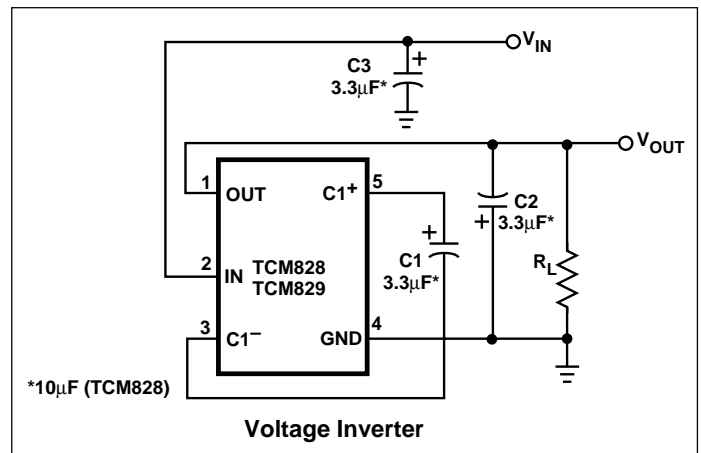 V_IN
C3
3.3µF*
V_OUT
1
OUT
C1+
5
C2
3.3µF*
C1
3.3µF*
R_L
2
IN
TCM828
TCM829
3
C1–
GND
4
*10µF (TCM828)
Voltage Inverter